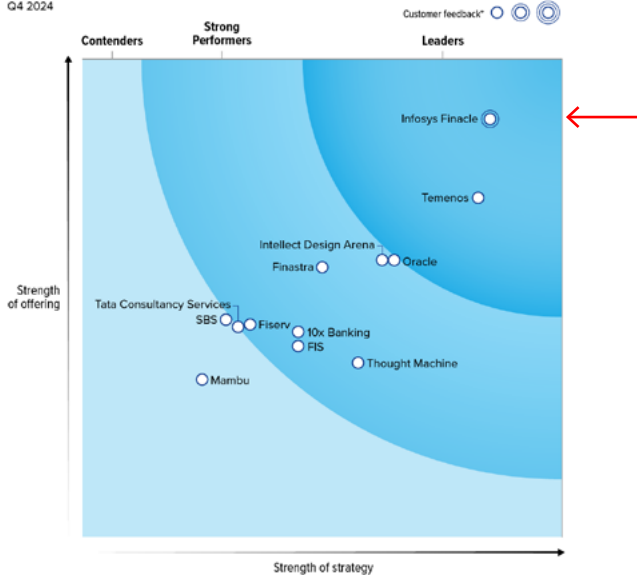 Q4 2024
Customer feedback*
Contenders
Strong
Performers
Leaders
Infosys Finacle
Temenos
Intellect Design Arena
Oracle
Finastra
Strength
of offering
Tata Consultancy Services
SBS
Fiserv
10x Banking
FIS
Thought Machine
Mambu
Strength of strategy